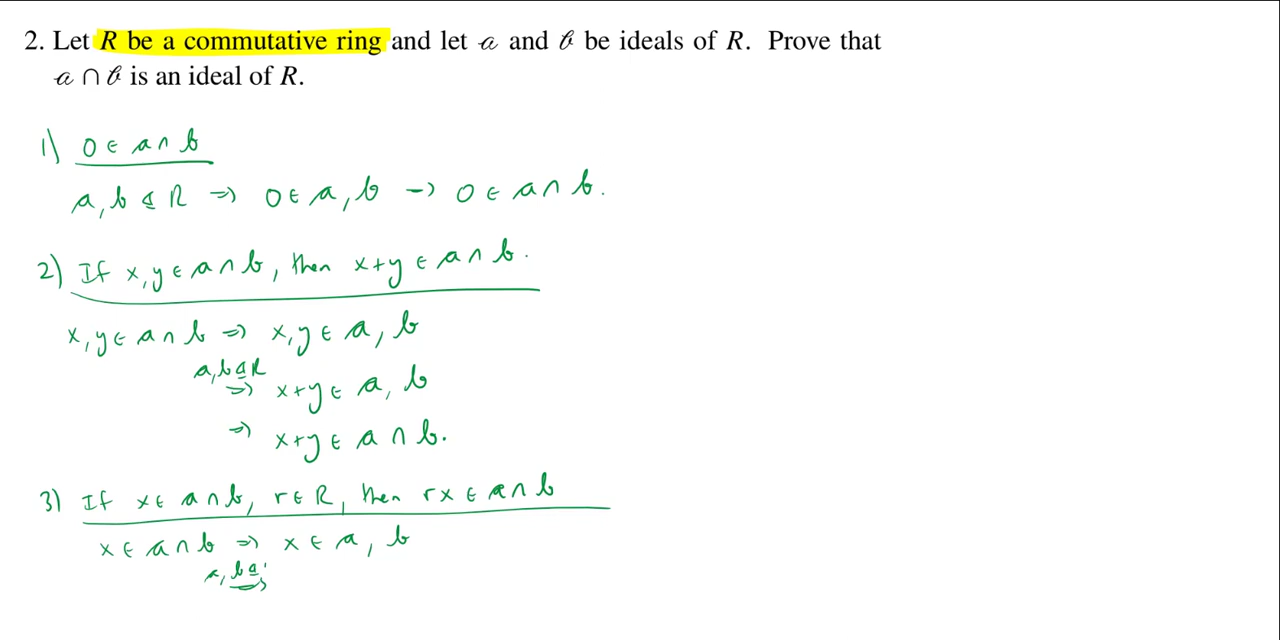 2. Let R be a commutative ring and let 𝒶 and 𝒷 be ideals of R. Prove that
𝒶 ∩ 𝒷 is an ideal of R.
1) 0 ∈ a ∩ b
a, b ⊴ R ⇒ 0 ∈ a, b → 0 ∈ a ∩ b.
2) If x, y ∈ a ∩ b, then x+y ∈ a ∩ b.
x, y ∈ a ∩ b ⇒ x, y ∈ a, b
a, b ⊴ R
⇒ x+y ∈ a, b
⇒ x+y ∈ a ∩ b.
3) If x ∈ a ∩ b, r ∈ R, then rx ∈ a ∩ b
x ∈ a ∩ b ⇒ x ∈ a, b
a, b ⊴
⇒